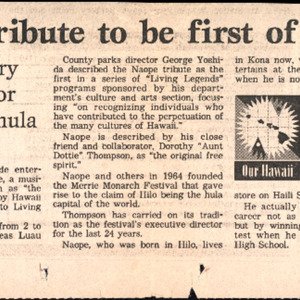 ribute to be first of
ry
or
nula
de enter-
e, a musi-
n as "the
by Hawaii
to Living
from 2 to
eas Luau
County parks director George Yoshi-
da described the Naope tribute as the
first in a series of "Living Legends"
programs sponsored by his depart-
ment's culture and arts section, focus-
ing "on recognizing individuals who
have contributed to the perpetuation of
the many cultures of Hawaii."
Naope is described by his close
friend and collaborator, Dorothy "Aunt
Dottie" Thompson, as "the original
free spirit."
Naope and others in 1964 founded
the Merrie Monarch Festival that gave
rise to the claim of Hilo being the hula
capital of the world.
Thompson has carried on its tradi-
tion as the festival's executive director
for the last 24 years.
Naope, who was born in Hilo, lives
in Kona now, w
tertains at the
when he is no
Our Hawaii
store on Haili S
He actually
career not as
but by winning
test when he
High School.